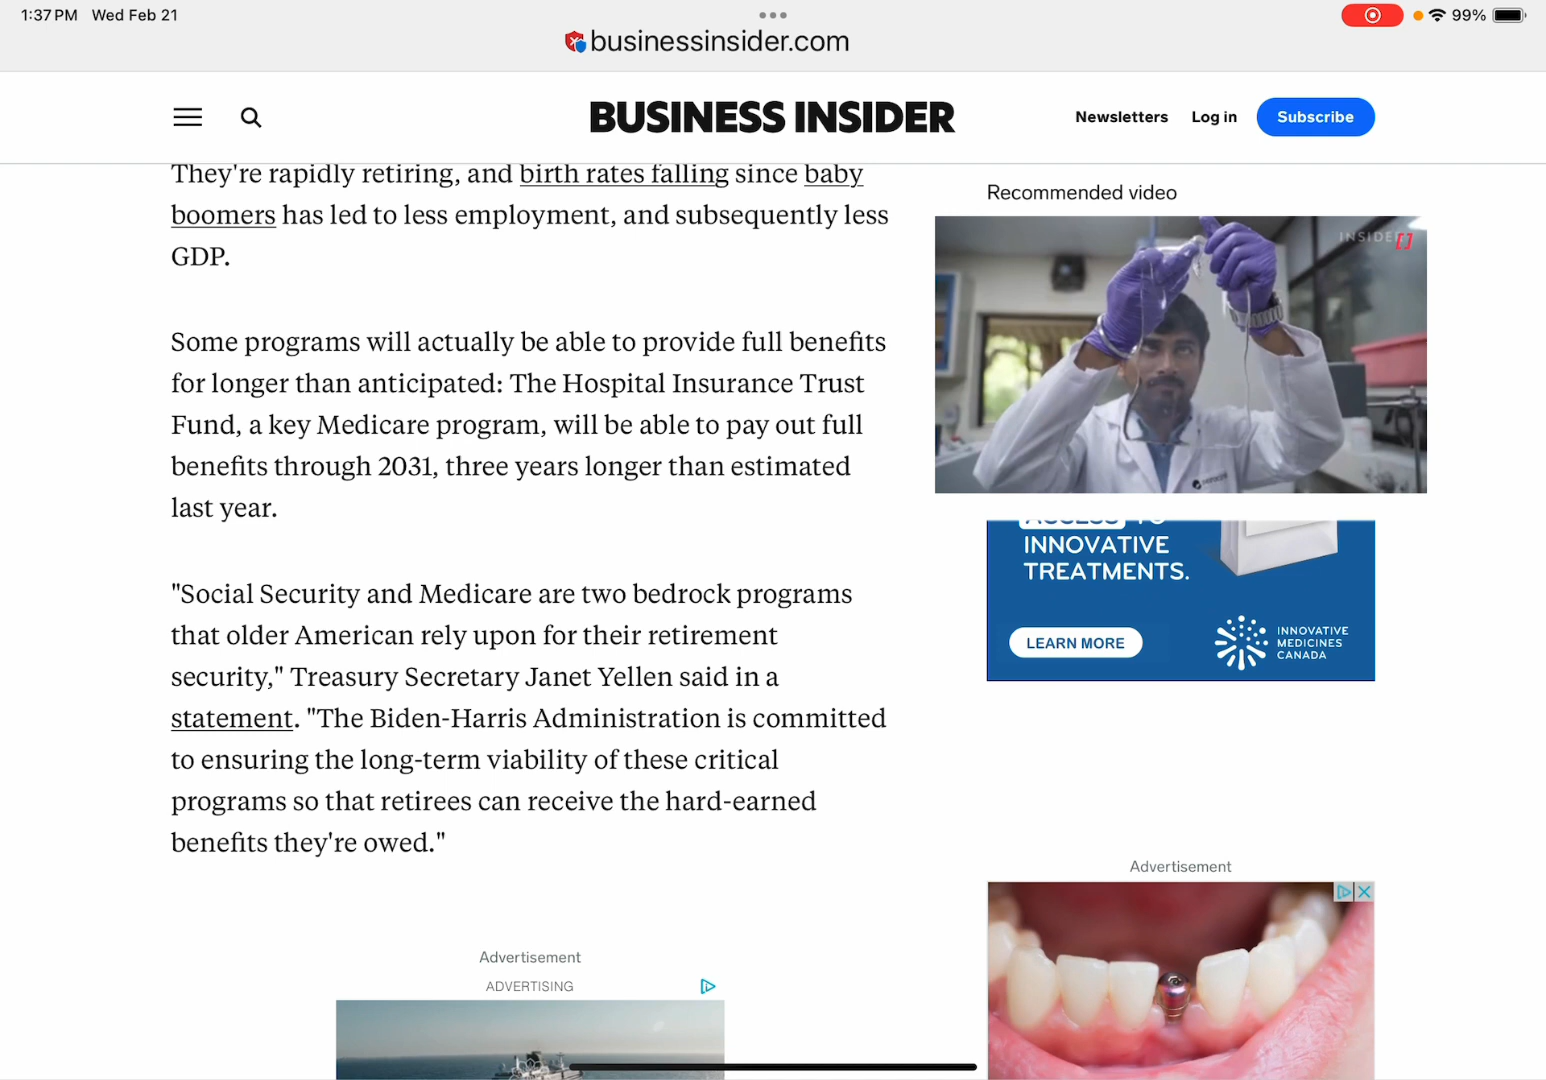 1:37 PM Wed Feb 21
99%
businessinsider.com
BUSINESS INSIDER
Newsletters Log in Subscribe
They're rapidly retiring, and birth rates falling since baby
boomers has led to less employment, and subsequently less
GDP.
Some programs will actually be able to provide full benefits
for longer than anticipated: The Hospital Insurance Trust
Fund, a key Medicare program, will be able to pay out full
benefits through 2031, three years longer than estimated
last year.
"Social Security and Medicare are two bedrock programs
that older American rely upon for their retirement
security," Treasury Secretary Janet Yellen said in a
statement. "The Biden-Harris Administration is committed
to ensuring the long-term viability of these critical
programs so that retirees can receive the hard-earned
benefits they're owed."
Advertisement
ADVERTISING
Recommended video
INSIDER
ACCESS TO
INNOVATIVE
TREATMENTS.
LEARN MORE
INNOVATIVE
MEDICINES
CANADA
Advertisement